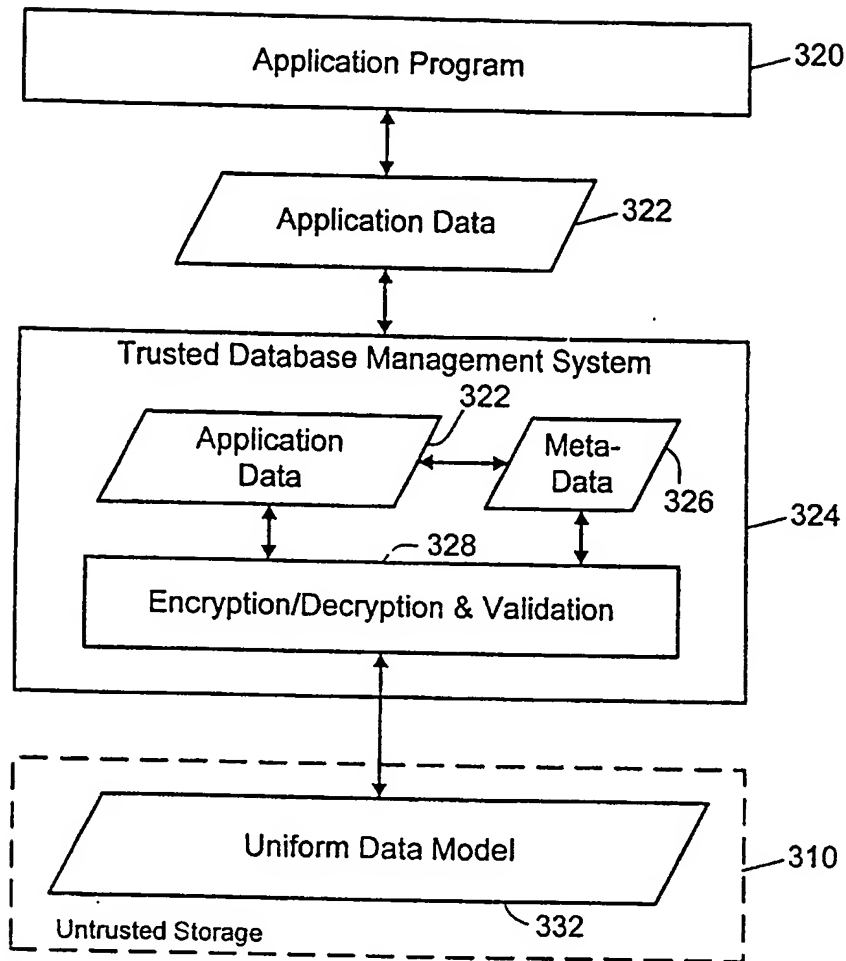 Application Program
320
Application Data
322
Trusted Database Management System
322
Application
Data
Meta-
Data
326
324
328
Encryption/Decryption & Validation
Uniform Data Model
310
332
Untrusted Storage